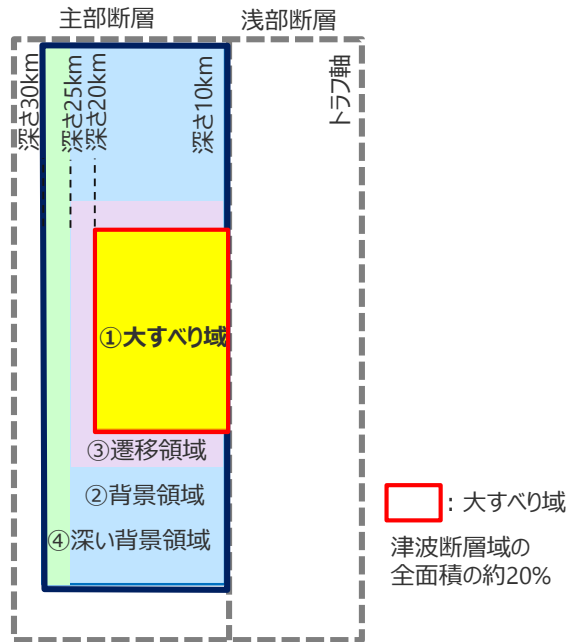 主部断層
浅部断層
深さ30km
深さ25km
深さ20km
深さ10km
トラフ軸
①大すべり域
③遷移領域
②背景領域
④深い背景領域
：大すべり域
津波断層域の
全面積の約20%